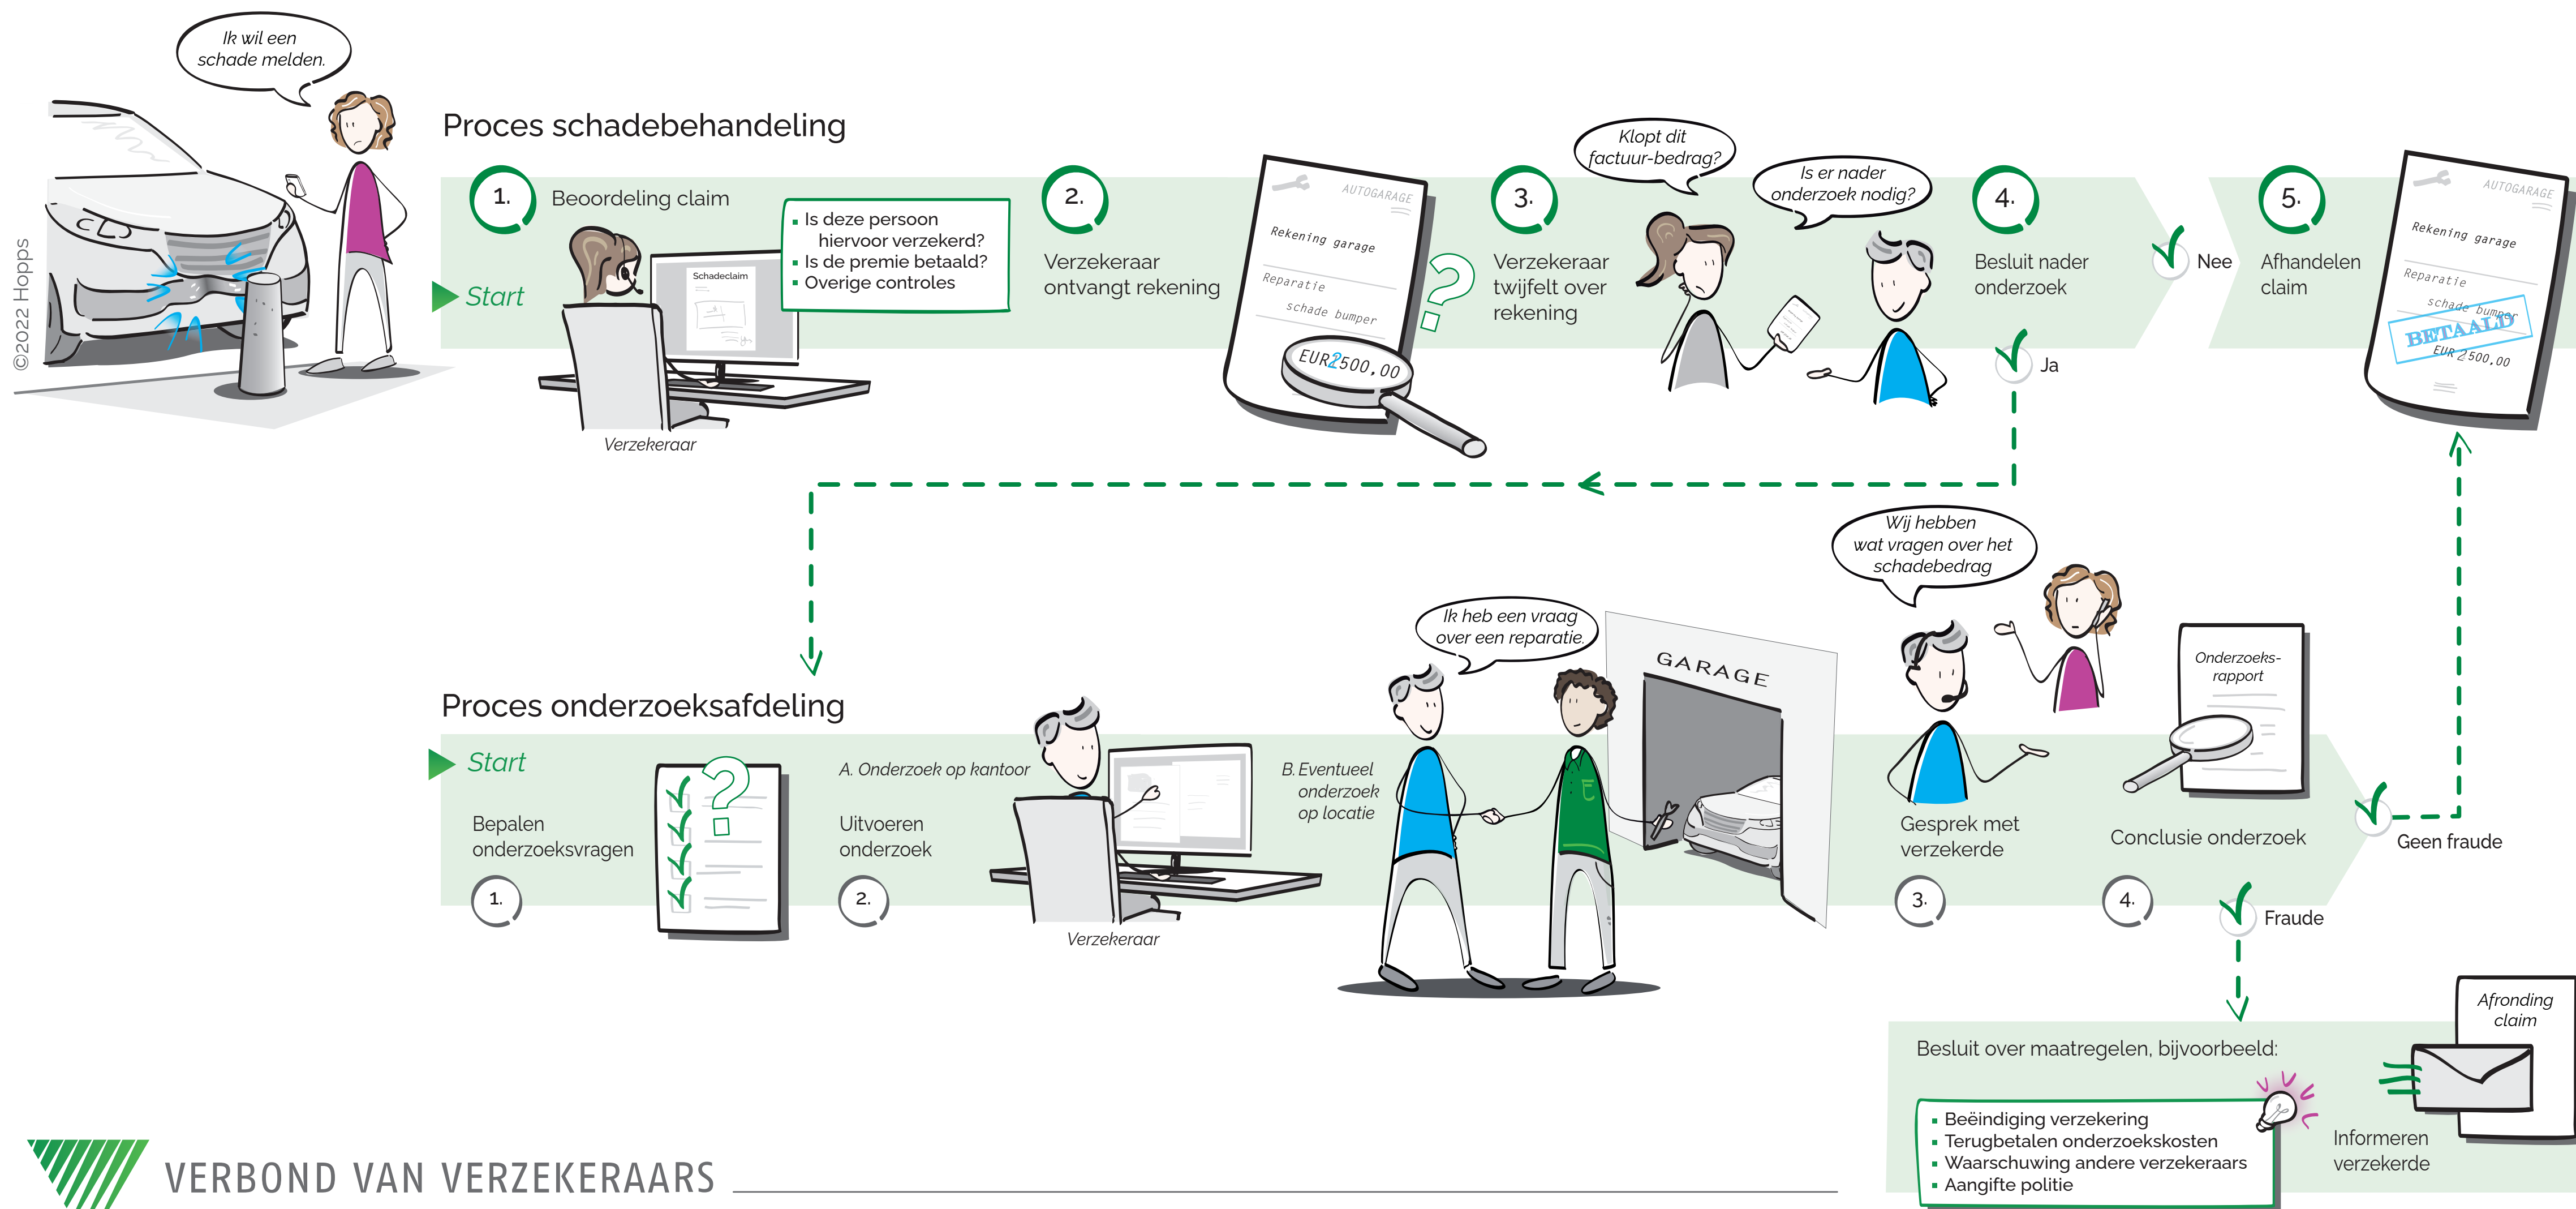 Ik wil een
schade melden.
©2022 Hopps
Proces schadebehandeling
Start
1.
Beoordeling claim
Schadeclaim
Is deze persoon
hiervoor verzekerd?
Is de premie betaald?
Overige controles
Verzekeraar
2.
Verzekeraar
ontvangt rekening
AUTOGARAGE
Rekening garage
Reparatie
schade bumper
EUR 2500,00
?
3.
Verzekeraar
twijfelt over
rekening
Klopt dit
factuur-bedrag?
Is er nader
onderzoek nodig?
4.
Besluit nader
onderzoek
Nee
Ja
5.
Afhandelen
claim
AUTOGARAGE
Rekening garage
Reparatie
schade bumper
BETAALD
EUR 2500,00
Proces onderzoeksafdeling
Start
Bepalen
onderzoeksvragen
1.
?
A. Onderzoek op kantoor
Uitvoeren
onderzoek
2.
Verzekeraar
B. Eventueel
onderzoek
op locatie
Ik heb een vraag
over een reparatie.
GARAGE
E
Wij hebben
wat vragen over het
schadebedrag
Gesprek met
verzekerde
3.
Onderzoeks-
rapport
Conclusie onderzoek
4.
Geen fraude
Fraude
Besluit over maatregelen, bijvoorbeeld:
Beëindiging verzekering
Terugbetalen onderzoekskosten
Waarschuwing andere verzekeraars
Aangifte politie
Afronding
claim
Informeren
verzekerde
VERBOND VAN VERZEKERAARS